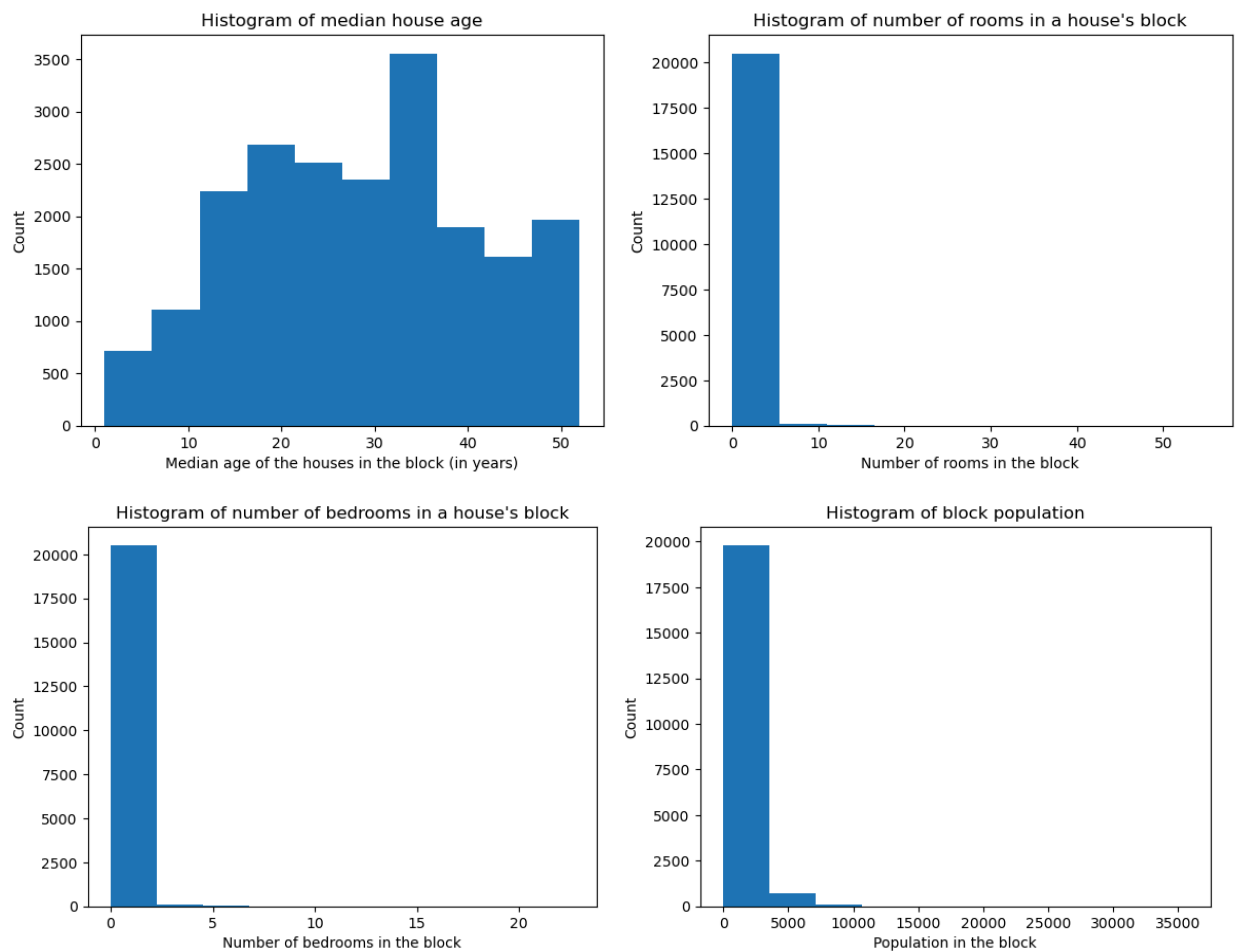 Histogram of median house age
3500
3000
2500
2000
1500
1000
500
0
Count
0 10 20 30 40 50
Median age of the houses in the block (in years)
Histogram of number of rooms in a house's block
20000
17500
15000
12500
10000
7500
5000
2500
0
Count
0 10 20 30 40 50
Number of rooms in the block
Histogram of number of bedrooms in a house's block
20000
17500
15000
12500
10000
7500
5000
2500
0
Count
0 5 10 15 20
Number of bedrooms in the block
Histogram of block population
20000
17500
15000
12500
10000
7500
5000
2500
0
Count
0 5000 10000 15000 20000 25000 30000 35000
Population in the block